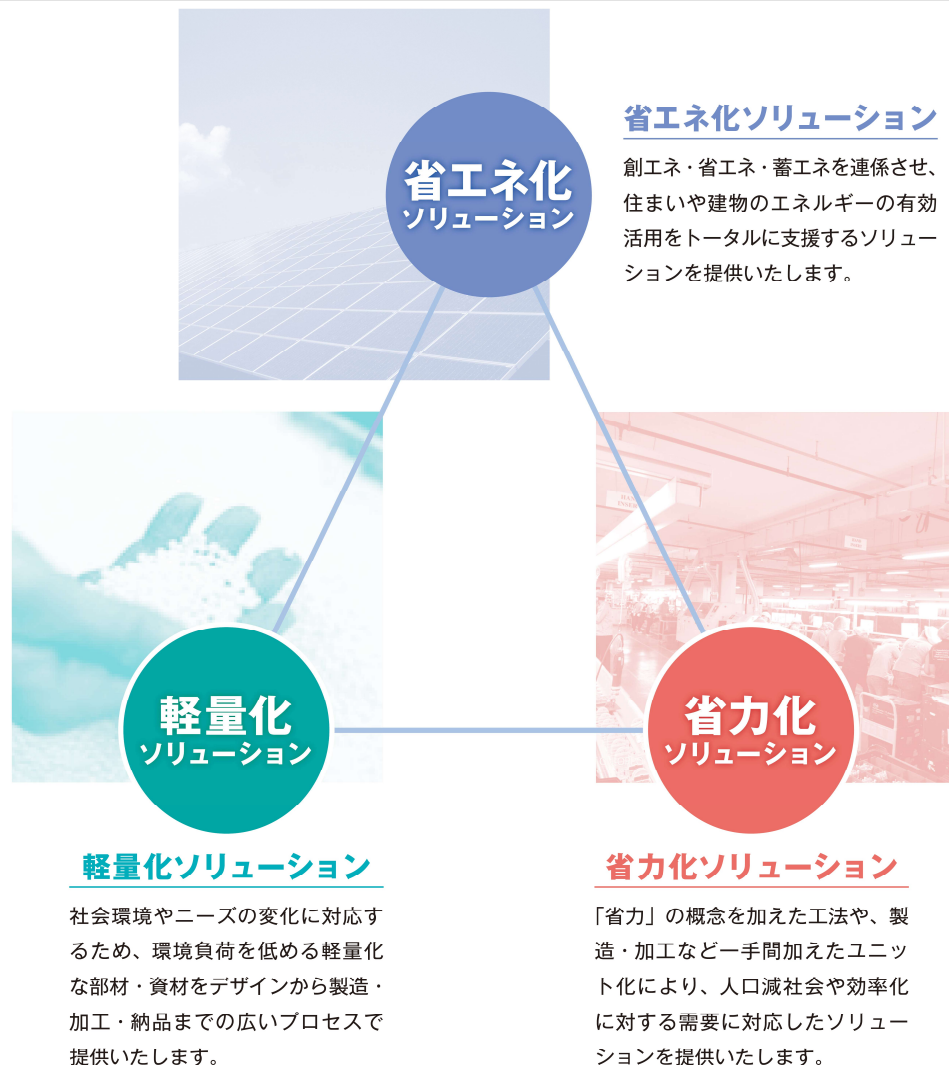 省エネ化
ソリューション
省エネ化ソリューション
創エネ・省エネ・蓄エネを連係させ、
住まいや建物のエネルギーの有効
活用をトータルに支援するソリュー
ションを提供いたします。
軽量化
ソリューション
軽量化ソリューション
社会環境やニーズの変化に対応す
るため、環境負荷を低める軽量化
な部材・資材をデザインから製造・
加工・納品までの広いプロセスで
提供いたします。
省力化
ソリューション
省力化ソリューション
「省力」の概念を加えた工法や、製
造・加工など一手間加えたユニッ
ト化により、人口減社会や効率化
に対する需要に対応したソリュー
ションを提供いたします。